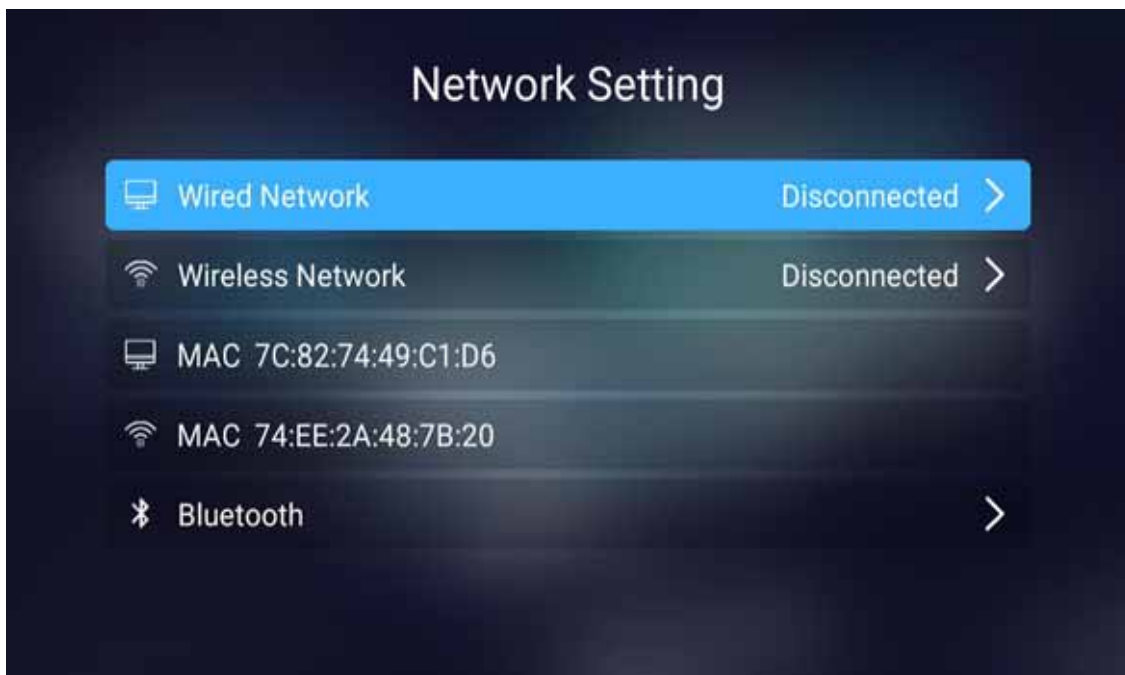 Network Setting
Wired Network Disconnected
Wireless Network Disconnected
MAC 7C:82:74:49:C1:D6
MAC 74:EE:2A:48:7B:20
Bluetooth